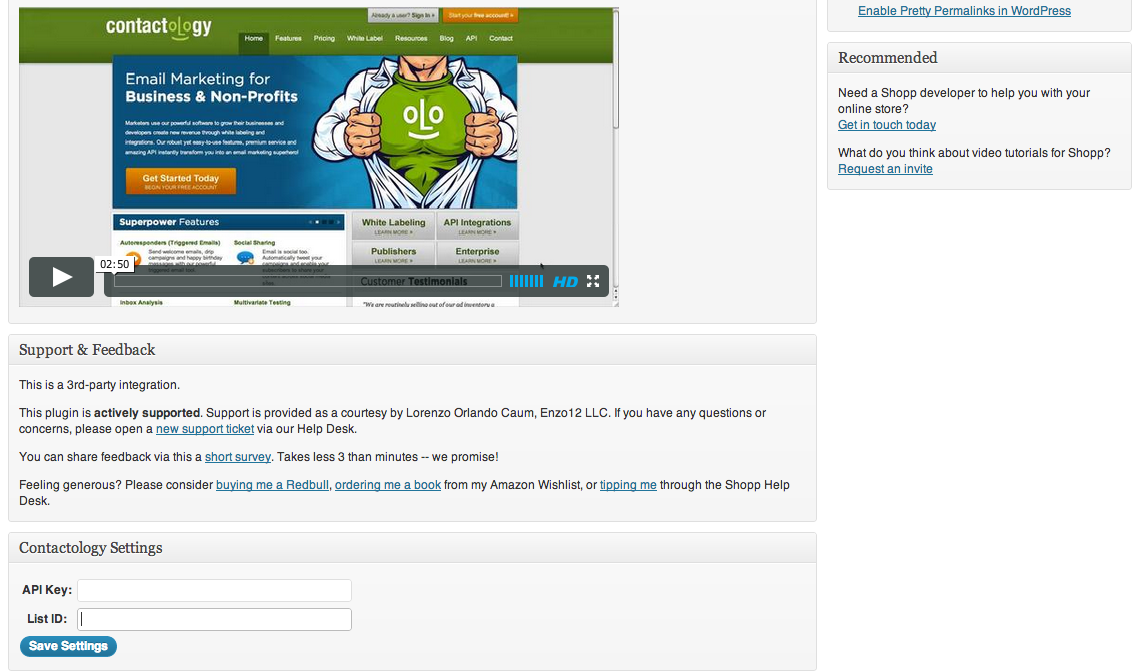 contactology
Already a user? Sign In »
Start your free account! »
Home
Features
Pricing
White Label
Resources
Blog
API
Contact
Email Marketing for
Business & Non-Profits
Marketers use our powerful software to grow their businesses and
developers create new revenue through white labeling and
integrations. Our robust yet easy-to-use features, premium service and
amazing API instantly transform you into an email marketing superhero!
Get Started Today
BEGIN YOUR FREE ACCOUNT
OLO
Superpower Features
Autoresponders (Triggered Emails)
Send welcome emails, drip
campaigns and happy birthday
messages with our powerful
triggered email tool.
Social Sharing
Email is social too.
Automatically tweet your
campaigns and enable your
subscribers to share your
White Labeling
LEARN MORE »
API Integrations
LEARN MORE »
Publishers
LEARN MORE »
Enterprise
LEARN MORE »
02:50
Customer Testimonials
HD
Inbox Analysis
Multivariate Testing
"We are routinely selling out of our ad inventory a
Enable Pretty Permalinks in WordPress
Recommended
Need a Shopp developer to help you with your
online store?
Get in touch today
What do you think about video tutorials for Shopp?
Request an invite
Support & Feedback
This is a 3rd-party integration.
This plugin is actively supported. Support is provided as a courtesy by Lorenzo Orlando Caum, Enzo12 LLC. If you have any questions or
concerns, please open a new support ticket via our Help Desk.
You can share feedback via this a short survey. Takes less 3 than minutes -- we promise!
Feeling generous? Please consider buying me a Redbull, ordering me a book from my Amazon Wishlist, or tipping me through the Shopp Help
Desk.
Contactology Settings
API Key:
List ID:
Save Settings